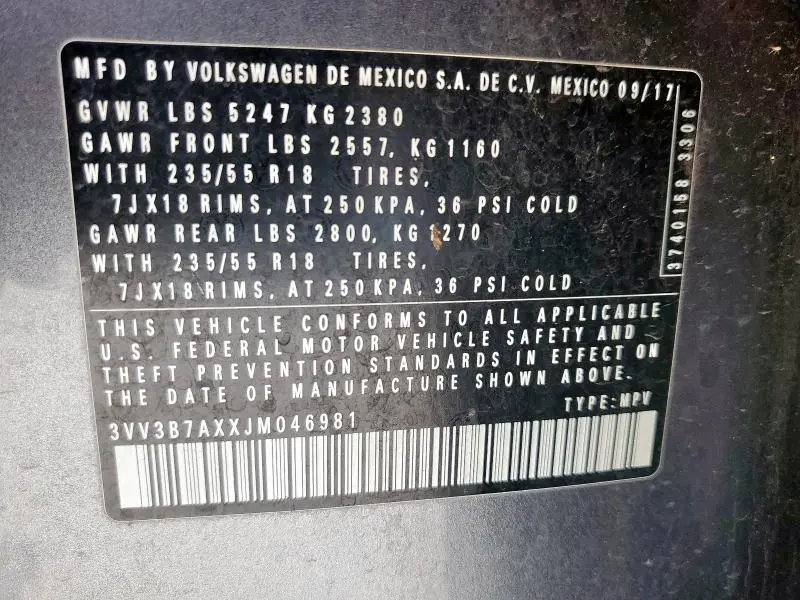 MFD BY VOLKSWAGEN DE MEXICO S.A. DE C.V. MEXICO 09/17
GVWR LBS 5247 KG 2380
GAWR FRONT LBS 2557, KG 1160
WITH 235/55 R18 TIRES,
7JX18 RIMS, AT 250 KPA, 36 PSI COLD
GAWR REAR LBS 2800, KG 1270
WITH 235/55 R18 TIRES,
7JX18 RIMS, AT 250 KPA, 36 PSI COLD
3740158 3306
THIS VEHICLE CONFORMS TO ALL APPLICABLE
U.S. FEDERAL MOTOR VEHICLE SAFETY AND
THEFT PREVENTION STANDARDS IN EFFECT ON
THE DATE OF MANUFACTURE SHOWN ABOVE.
TYPE: MPV
3VV3B7AXXJM046981